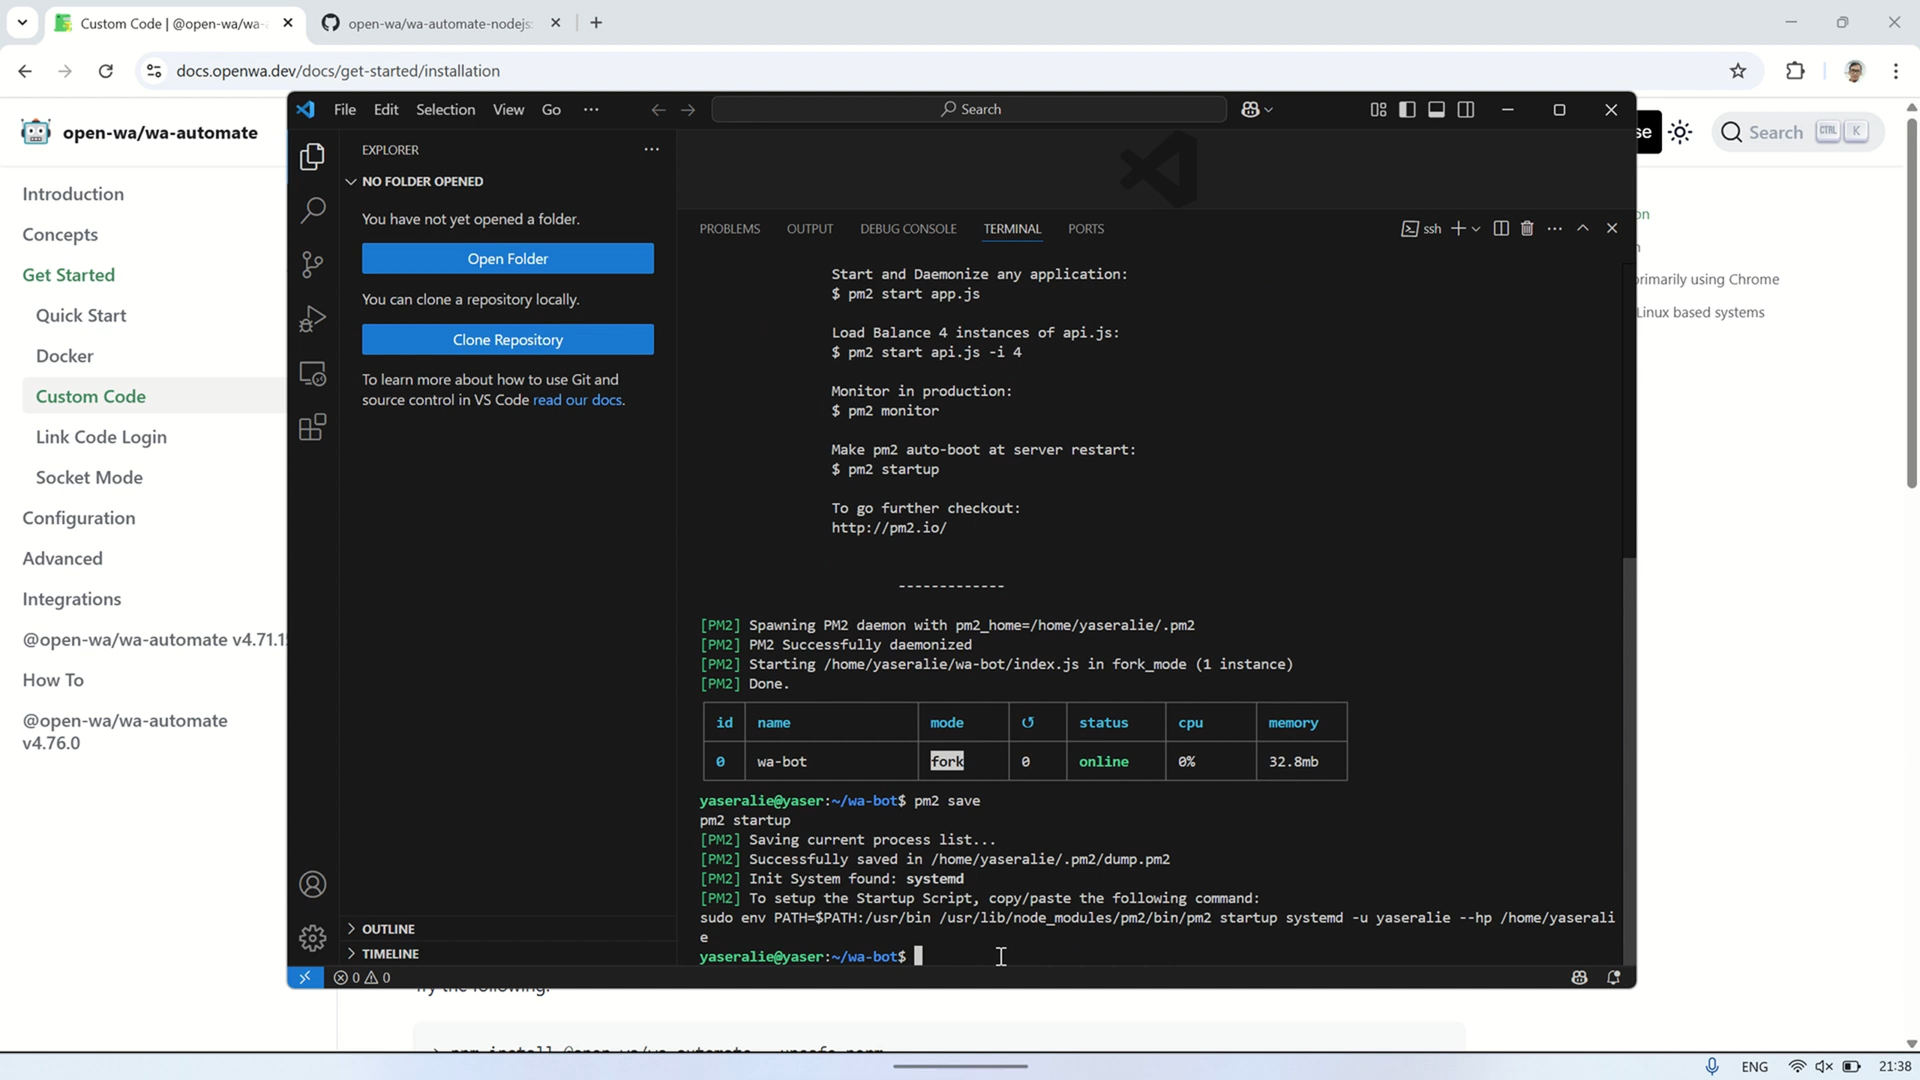 Custom Code | @open-wa/wa-
open-wa/wa-automate-nodejs:
docs.openwa.dev/docs/get-started/installation
open-wa/wa-automate
Search CTRL K
Introduction
Concepts
Get Started
Quick Start
Docker
Custom Code
Link Code Login
Socket Mode
Configuration
Advanced
Integrations
@open-wa/wa-automate v4.71.1
How To
@open-wa/wa-automate
v4.76.0
primarily using Chrome
Linux based systems
File Edit Selection View Go ···
Search
EXPLORER
NO FOLDER OPENED
You have not yet opened a folder.
Open Folder
You can clone a repository locally.
Clone Repository
To learn more about how to use Git and
source control in VS Code read our docs.
OUTLINE
TIMELINE
PROBLEMS OUTPUT DEBUG CONSOLE TERMINAL PORTS
ssh
Start and Daemonize any application:
$ pm2 start app.js
Load Balance 4 instances of api.js:
$ pm2 start api.js -i 4
Monitor in production:
$ pm2 monitor
Make pm2 auto-boot at server restart:
$ pm2 startup
To go further checkout:
http://pm2.io/
-------------
[PM2] Spawning PM2 daemon with pm2_home=/home/yaseralie/.pm2
[PM2] PM2 Successfully daemonized
[PM2] Starting /home/yaseralie/wa-bot/index.js in fork_mode (1 instance)
[PM2] Done.
id name mode ↺ status cpu memory
0 wa-bot fork 0 online 0% 32.8mb
yaseralie@yaser:~/wa-bot$ pm2 save
pm2 startup
[PM2] Saving current process list...
[PM2] Successfully saved in /home/yaseralie/.pm2/dump.pm2
[PM2] Init System found: systemd
[PM2] To setup the Startup Script, copy/paste the following command:
sudo env PATH=$PATH:/usr/bin /usr/lib/node_modules/pm2/bin/pm2 startup systemd -u yaseralie --hp /home/yaserali
e
yaseralie@yaser:~/wa-bot$
0 0
ENG 21:38